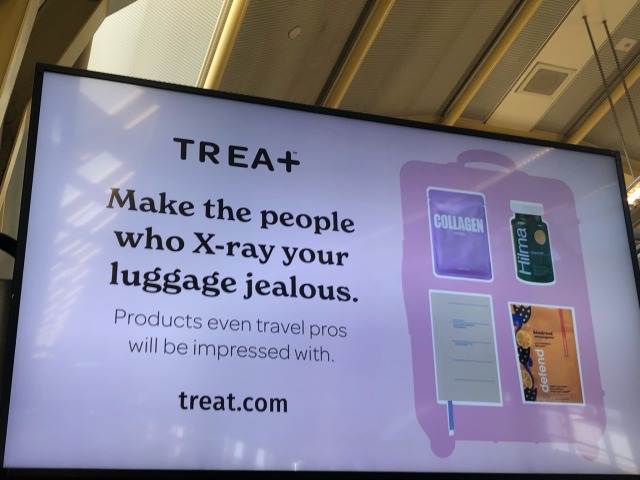 TREAT
Make the people
who X-ray your
luggage jealous.
Products even travel pros
will be impressed with.
treat.com
COLLAGEN
Hilma
defend